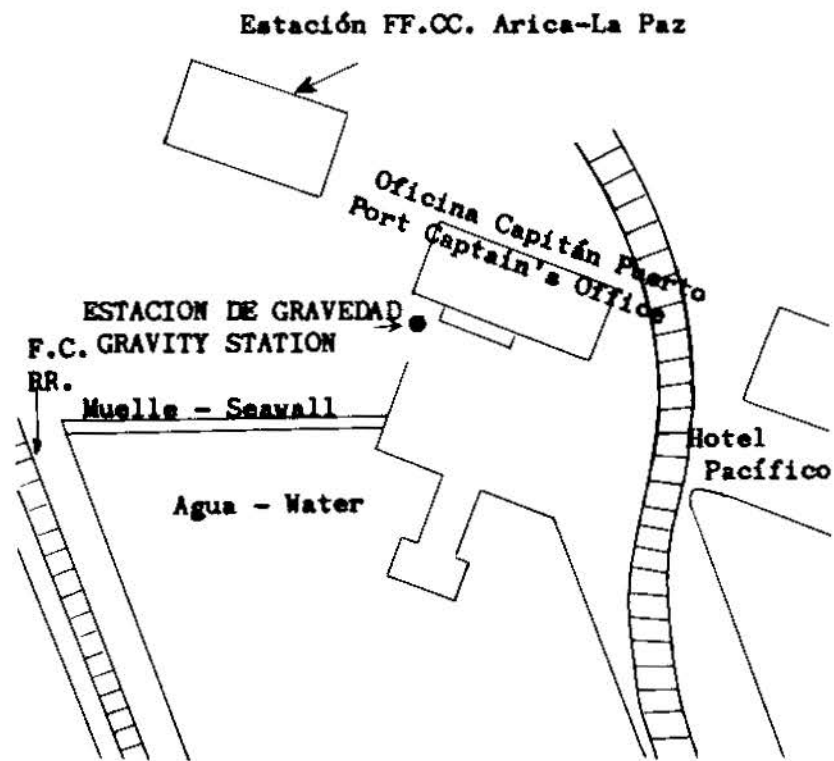 Estación FF.CC. Arica-La Paz
Oficina Capitán Puerto
Port Captain's Office
ESTACION DE GRAVEDAD
GRAVITY STATION
F.C.
RR.
Muelle - Seawall
Hotel
Pacífico
Agua - Water